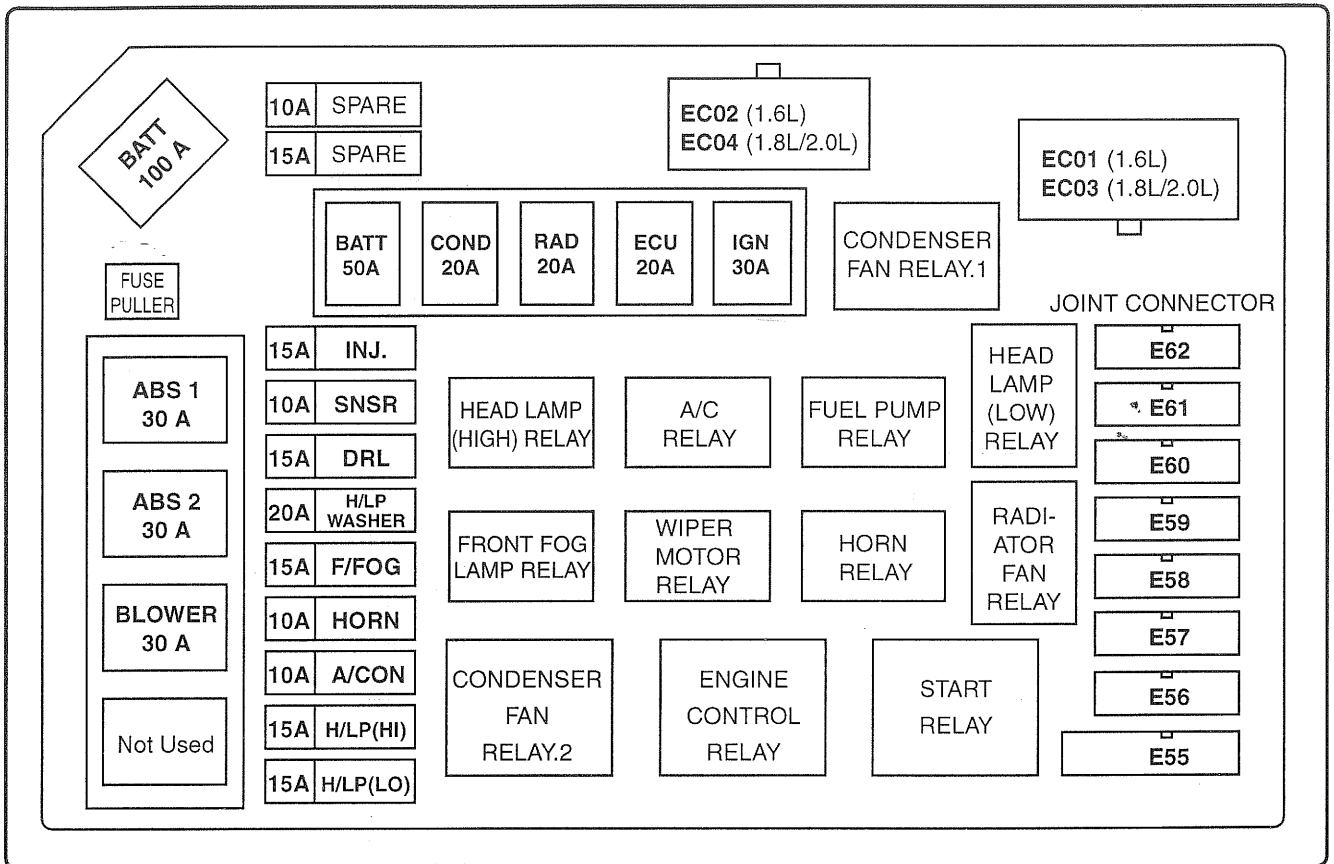 BATT
100 A
10A SPARE
15A SPARE
EC02 (1.6L)
EC04 (1.8L/2.0L)
EC01 (1.6L)
EC03 (1.8L/2.0L)
FUSE
PULLER
BATT
50A
COND
20A
RAD
20A
ECU
20A
IGN
30A
CONDENSER
FAN RELAY.1
JOINT CONNECTOR
ABS 1
30 A
ABS 2
30 A
BLOWER
30 A
Not Used
15A INJ.
10A SNSR
15A DRL
20A H/LP
WASHER
15A F/FOG
10A HORN
10A A/CON
15A H/LP(HI)
15A H/LP(LO)
HEAD LAMP
(HIGH) RELAY
A/C
RELAY
FUEL PUMP
RELAY
HEAD
LAMP
(LOW)
RELAY
FRONT FOG
LAMP RELAY
WIPER
MOTOR
RELAY
HORN
RELAY
RADI-
ATOR
FAN
RELAY
CONDENSER
FAN
RELAY.2
ENGINE
CONTROL
RELAY
START
RELAY
E62
E61
E60
E59
E58
E57
E56
E55